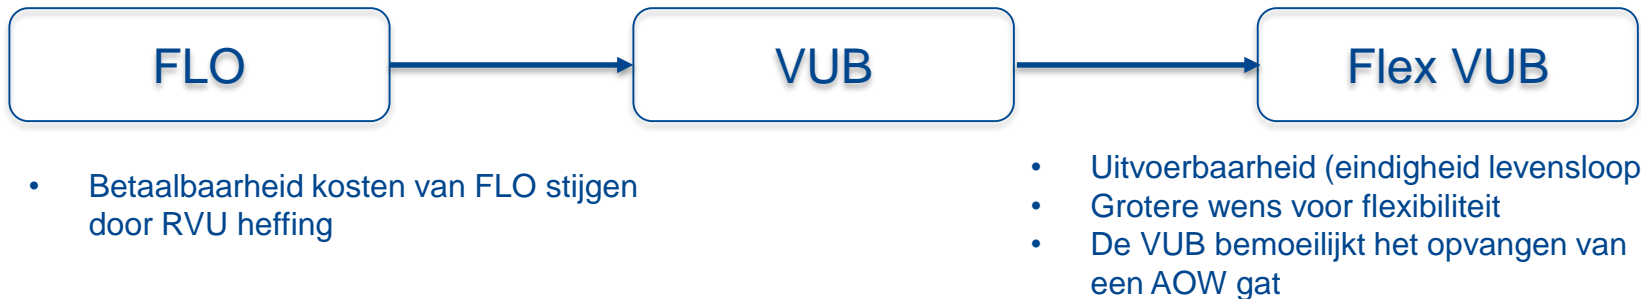 FLO
VUB
Flex VUB
• Betaalbaarheid kosten van FLO stijgen
door RVU heffing
• Uitvoerbaarheid (eindigheid levensloop
• Grotere wens voor flexibiliteit
• De VUB bemoeilijkt het opvangen van
een AOW gat